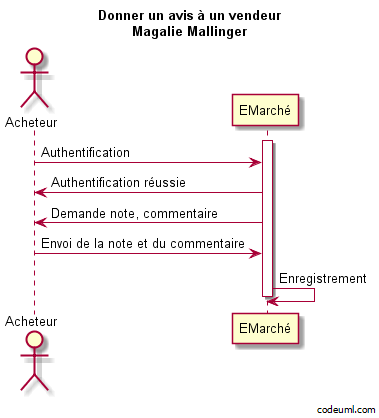 Donner un avis à un vendeur
Magalie Mallinger
Acheteur
EMarché
Authentification
Authentification réussie
Demande note, commentaire
Envoi de la note et du commentaire
Enregistrement
Acheteur
EMarché
codeuml.com